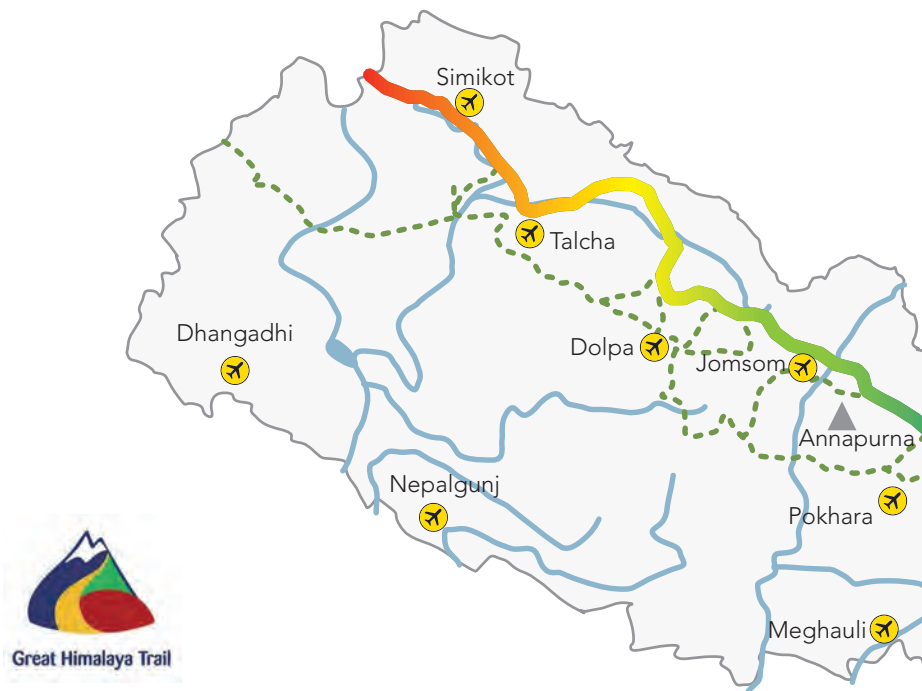 Simikot
Talcha
Dhangadhi
Dolpa
Jomsom
Annapurna
Nepalgunj
Pokhara
Meghauli
Great Himalaya Trail